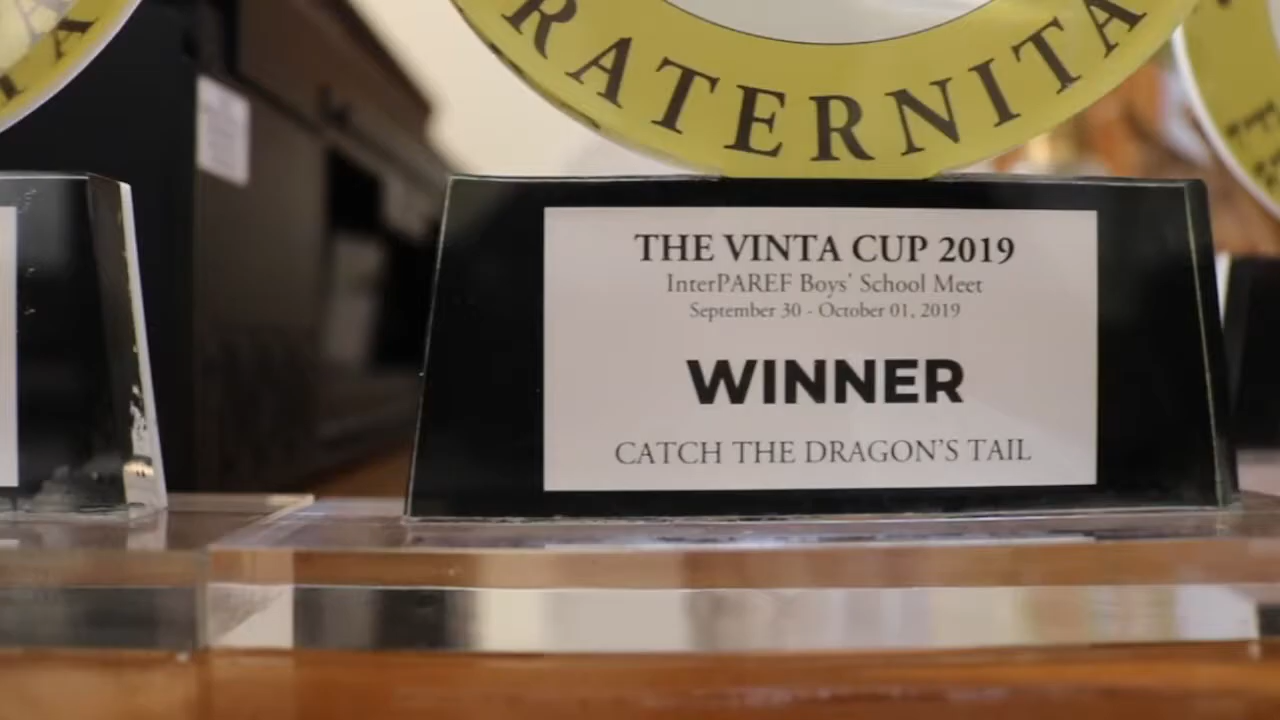 RATERNITA
THE VINTA CUP 2019
InterPAREF Boys' School Meet
September 30 - October 01, 2019
WINNER
CATCH THE DRAGON'S TAIL